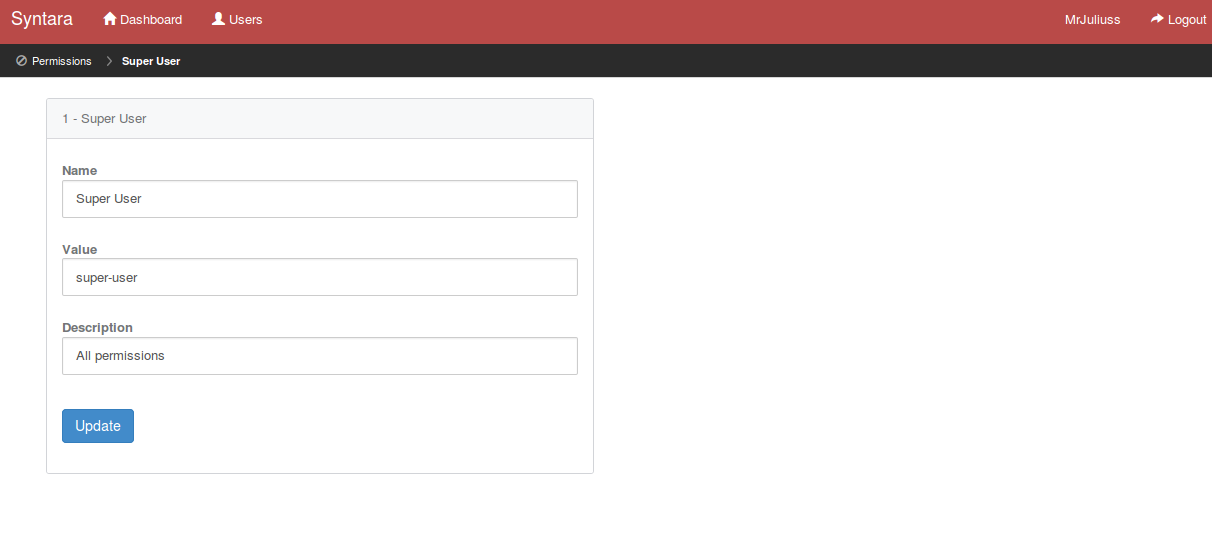 Syntara Dashboard Users MrJuliuss Logout
Permissions Super User
1 - Super User
Name
Super User
Value
super-user
Description
All permissions
Update